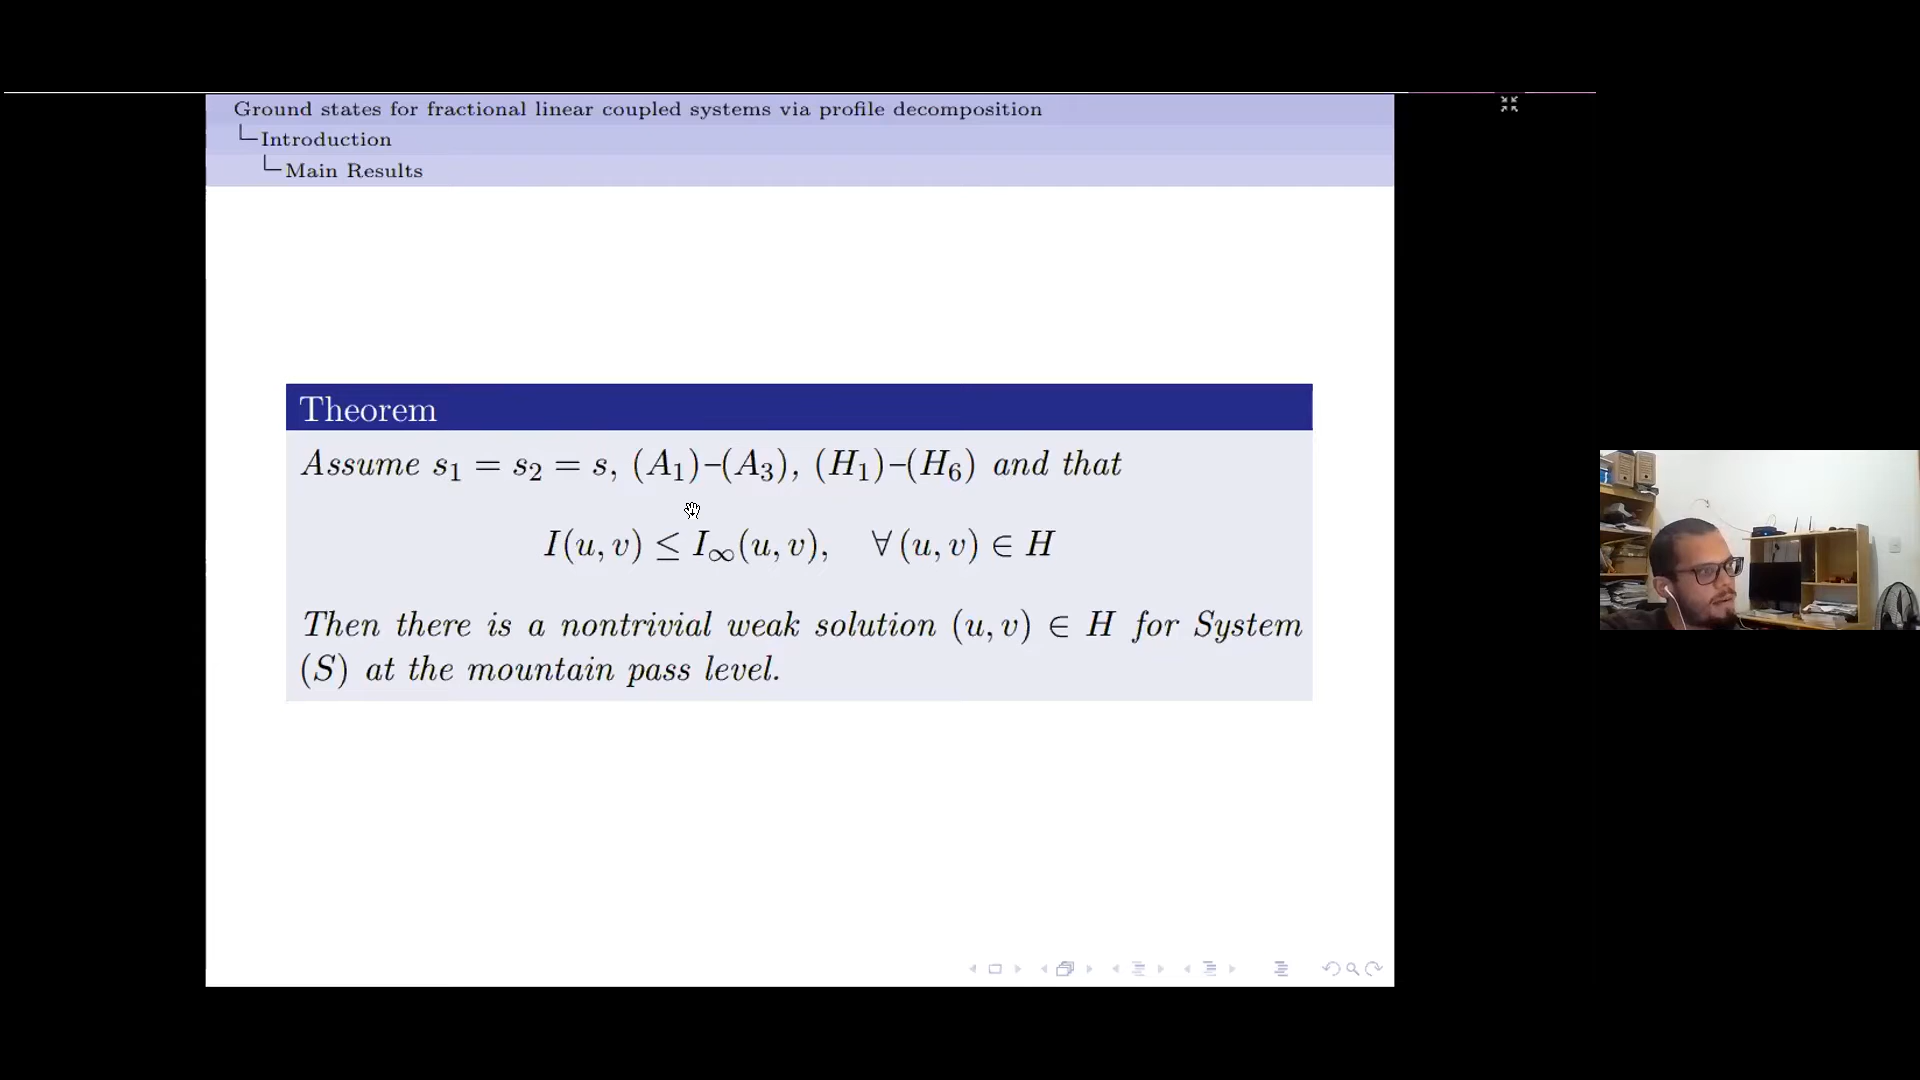 Ground states for fractional linear coupled systems via profile decomposition
Introduction
Main Results
Theorem
Assume s₁ = s₂ = s, (A₁)–(A₃), (H₁)–(H₆) and that
I(u, v) ≤ I∞(u, v), ∀ (u, v) ∈ H
Then there is a nontrivial weak solution (u, v) ∈ H for System
(S) at the mountain pass level.